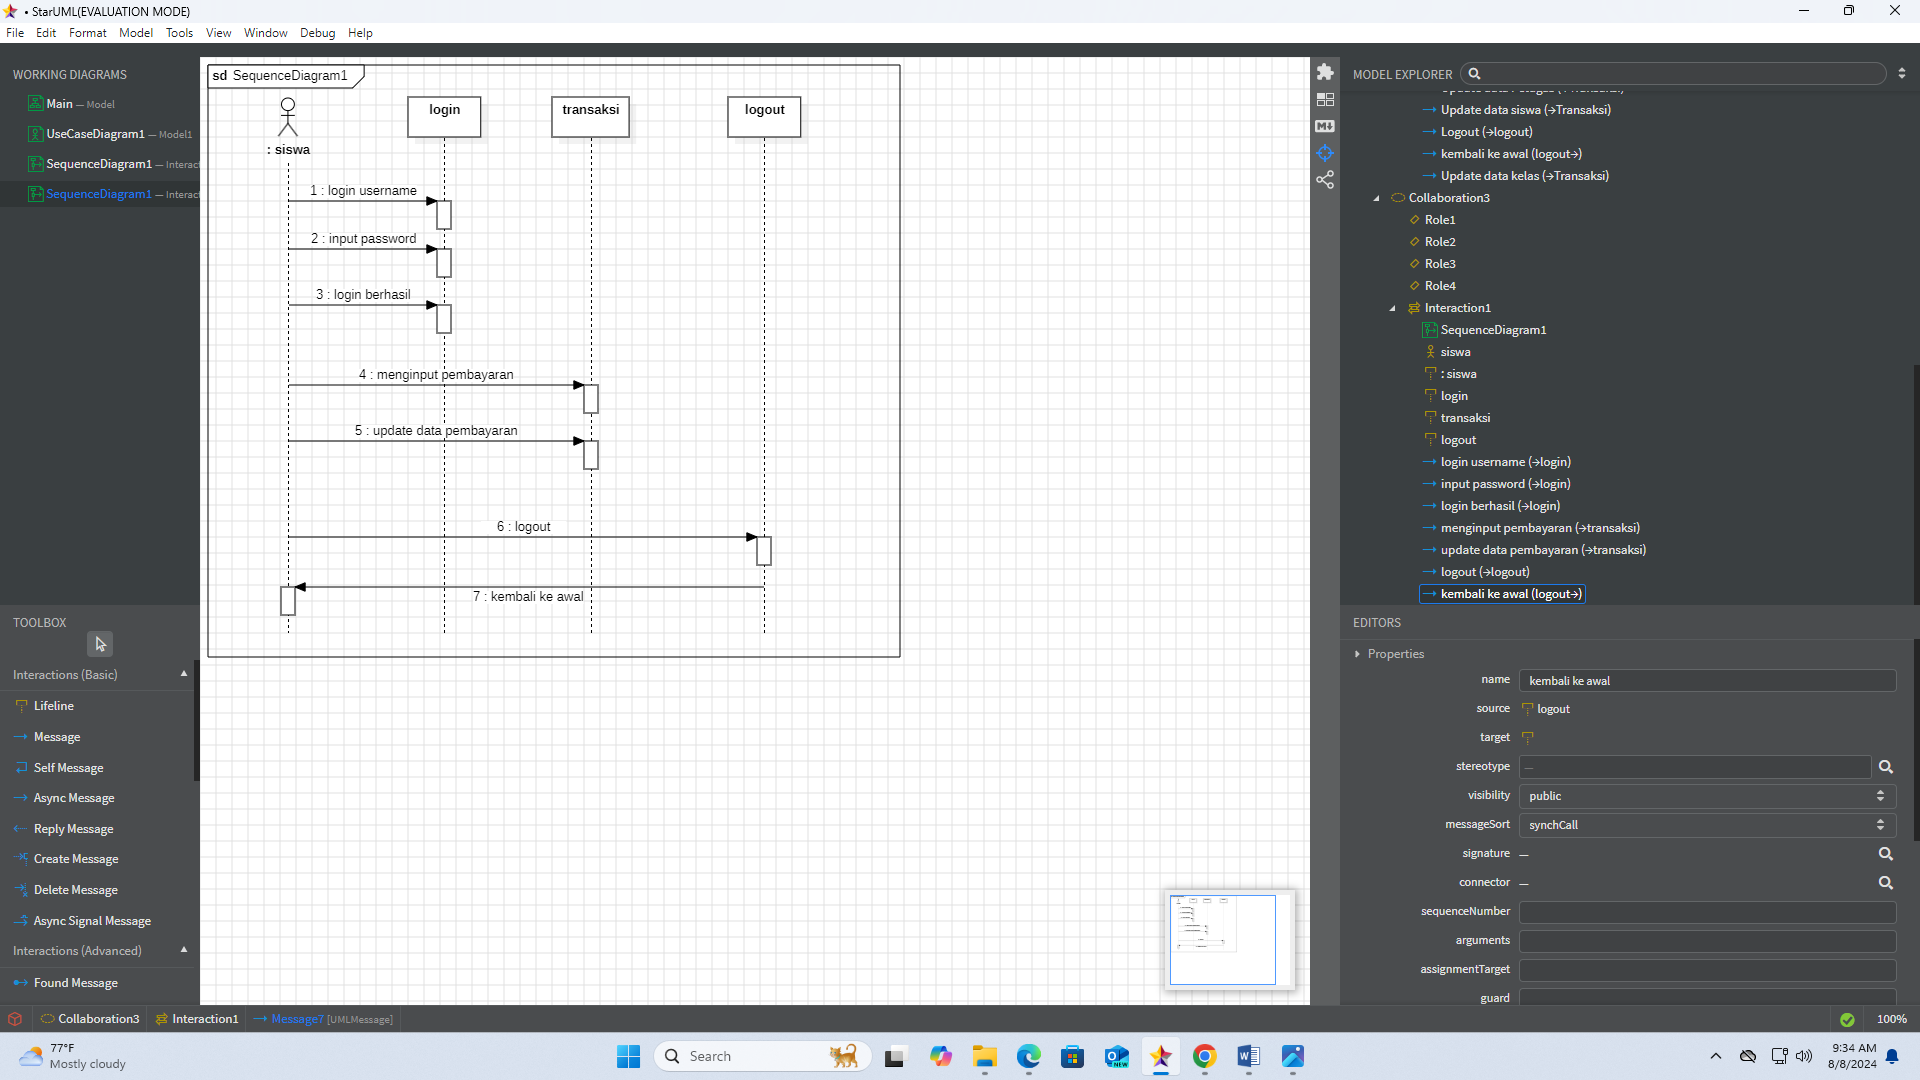 • StarUML(EVALUATION MODE)
File Edit Format Model Tools View Window Debug Help
WORKING DIAGRAMS
Main — Model
UseCaseDiagram1 — Model1
SequenceDiagram1 — Interac
SequenceDiagram1 — Interac
TOOLBOX
Interactions (Basic)
Lifeline
Message
Self Message
Async Message
Reply Message
Create Message
Delete Message
Async Signal Message
Interactions (Advanced)
Found Message
sd SequenceDiagram1
login
transaksi
logout
: siswa
1 : login username
2 : input password
3 : login berhasil
4 : menginput pembayaran
5 : update data pembayaran
6 : logout
7 : kembali ke awal
MODEL EXPLORER
Update data siswa (→Transaksi)
Logout (→logout)
kembali ke awal (logout→)
Update data kelas (→Transaksi)
Collaboration3
Role1
Role2
Role3
Role4
Interaction1
SequenceDiagram1
siswa
: siswa
login
transaksi
logout
login username (→login)
input password (→login)
login berhasil (→login)
menginput pembayaran (→transaksi)
update data pembayaran (→transaksi)
logout (→logout)
kembali ke awal (logout→)
EDITORS
Properties
name kembali ke awal
source logout
target
stereotype —
visibility public
messageSort synchCall
signature —
connector —
sequenceNumber
arguments
assignmentTarget
guard
Collaboration3 Interaction1 Message7 [UMLMessage] 100%
77°F
Mostly cloudy
Search
NEW
9:34 AM
8/8/2024